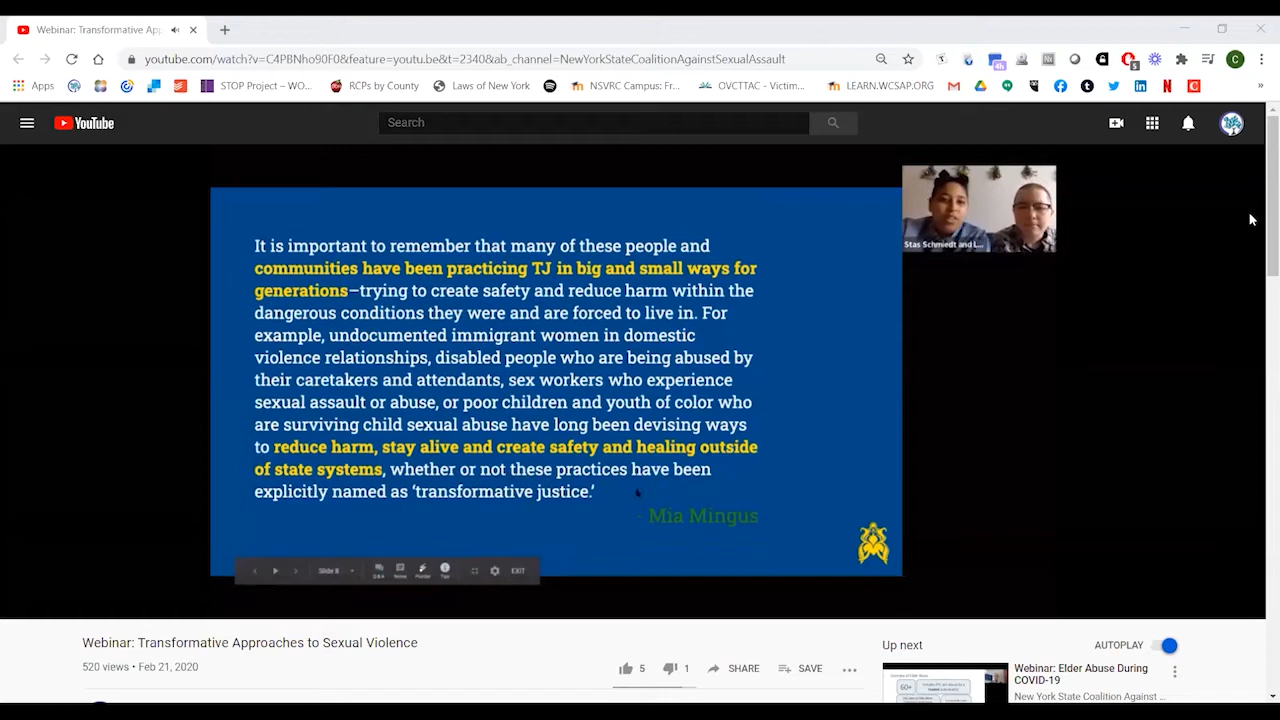 Webinar: Transformative App
youtube.com/watch?v=C4PBNho90F0&feature=youtube&t=2340&ab_channel=NewYorkStateCoalitionAgainstSexualAssault
Apps
STOP Project – WO...
RCPs by County
Laws of New York
NSVRC Campus: Fr...
OVCTTAC - Victim...
LEARN.WCSAP.ORG
YouTube
Search
It is important to remember that many of these people and
communities have been practicing TJ in big and small ways for
generations–trying to create safety and reduce harm within the
dangerous conditions they were and are forced to live in. For
example, undocumented immigrant women in domestic
violence relationships, disabled people who are being abused by
their caretakers and attendants, sex workers who experience
sexual assault or abuse, or poor children and youth of color who
are surviving child sexual abuse have long been devising ways
to reduce harm, stay alive and create safety and healing outside
of state systems, whether or not these practices have been
explicitly named as ‘transformative justice.’
- Mia Mingus
Stas Schmiedt and L...
Slide 8
Q&A
Notes
Pointer
Tips
EXIT
Webinar: Transformative Approaches to Sexual Violence
520 views • Feb 21, 2020
5
1
SHARE
SAVE
Up next
AUTOPLAY
Webinar: Elder Abuse During
COVID-19
New York State Coalition Against ...
60+